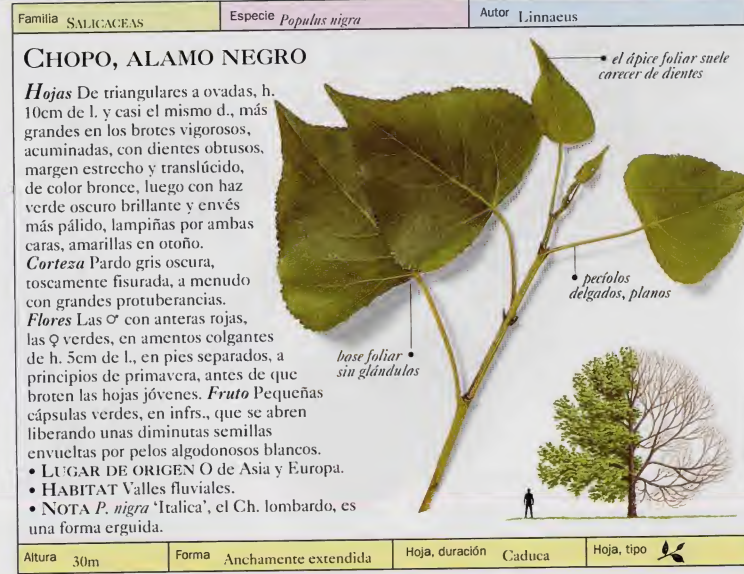 Familia SALICACEAS
Especie Populus nigra
Autor Linnaeus
CHOPO, ALAMO NEGRO
Hojas De triangulares a ovadas, h.
10cm de l. y casi el mismo d., más
grandes en los brotes vigorosos,
acuminadas, con dientes obtusos,
margen estrecho y translúcido,
de color bronce, luego con haz
verde oscuro brillante y envés
más pálido, lampiñas por ambas
caras, amarillas en otoño.
Corteza Pardo gris oscura,
toscamente fisurada, a menudo
con grandes protuberancias.
Flores Las ♂ con anteras rojas,
las ♀ verdes, en amentos colgantes
de h. 5cm de l., en pies separados, a
principios de primavera, antes de que
broten las hojas jóvenes. Fruto Pequeñas
cápsulas verdes, en infrs., que se abren
liberando unas diminutas semillas
envueltas por pelos algodonosos blancos.
• LUGAR DE ORIGEN O de Asia y Europa.
• HABITAT Valles fluviales.
• NOTA P. nigra 'Italica', el Ch. lombardo, es
una forma erguida.
el ápice foliar suele
carecer de dientes
pecíolos
delgados, planos
base foliar
sin glándulas
Altura 30m
Forma Anchamente extendida
Hoja, duración Caduca
Hoja, tipo